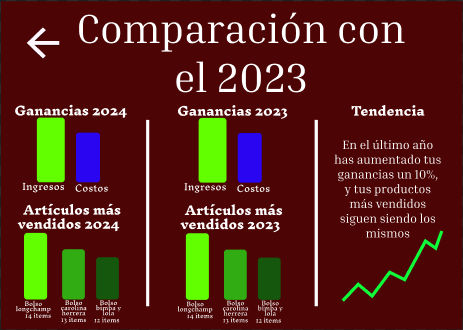 Comparación con
el 2023
Ganancias 2024
Ingresos
Costos
Artículos más
vendidos 2024
Bolso
longchamp
14 items
Bolso
carolina
herrera
13 items
Bolso
bimba y
lola
12 items
Ganancias 2023
Ingresos
Costos
Artículos más
vendidos 2023
Bolso
longchamp
14 items
Bolso
carolina
herrera
13 items
Bolso
bimba y
lola
12 items
Tendencia
En el último año
has aumentado tus
ganancias un 10%,
y tus productos
más vendidos
siguen siendo los
mismos